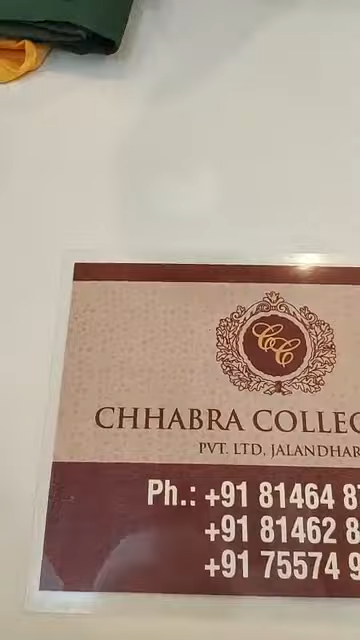 CC
CHHABRA COLLEC
PVT. LTD, JALANDHAR
Ph.: +91 81464 8
+91 81462 8
+91 75574 9